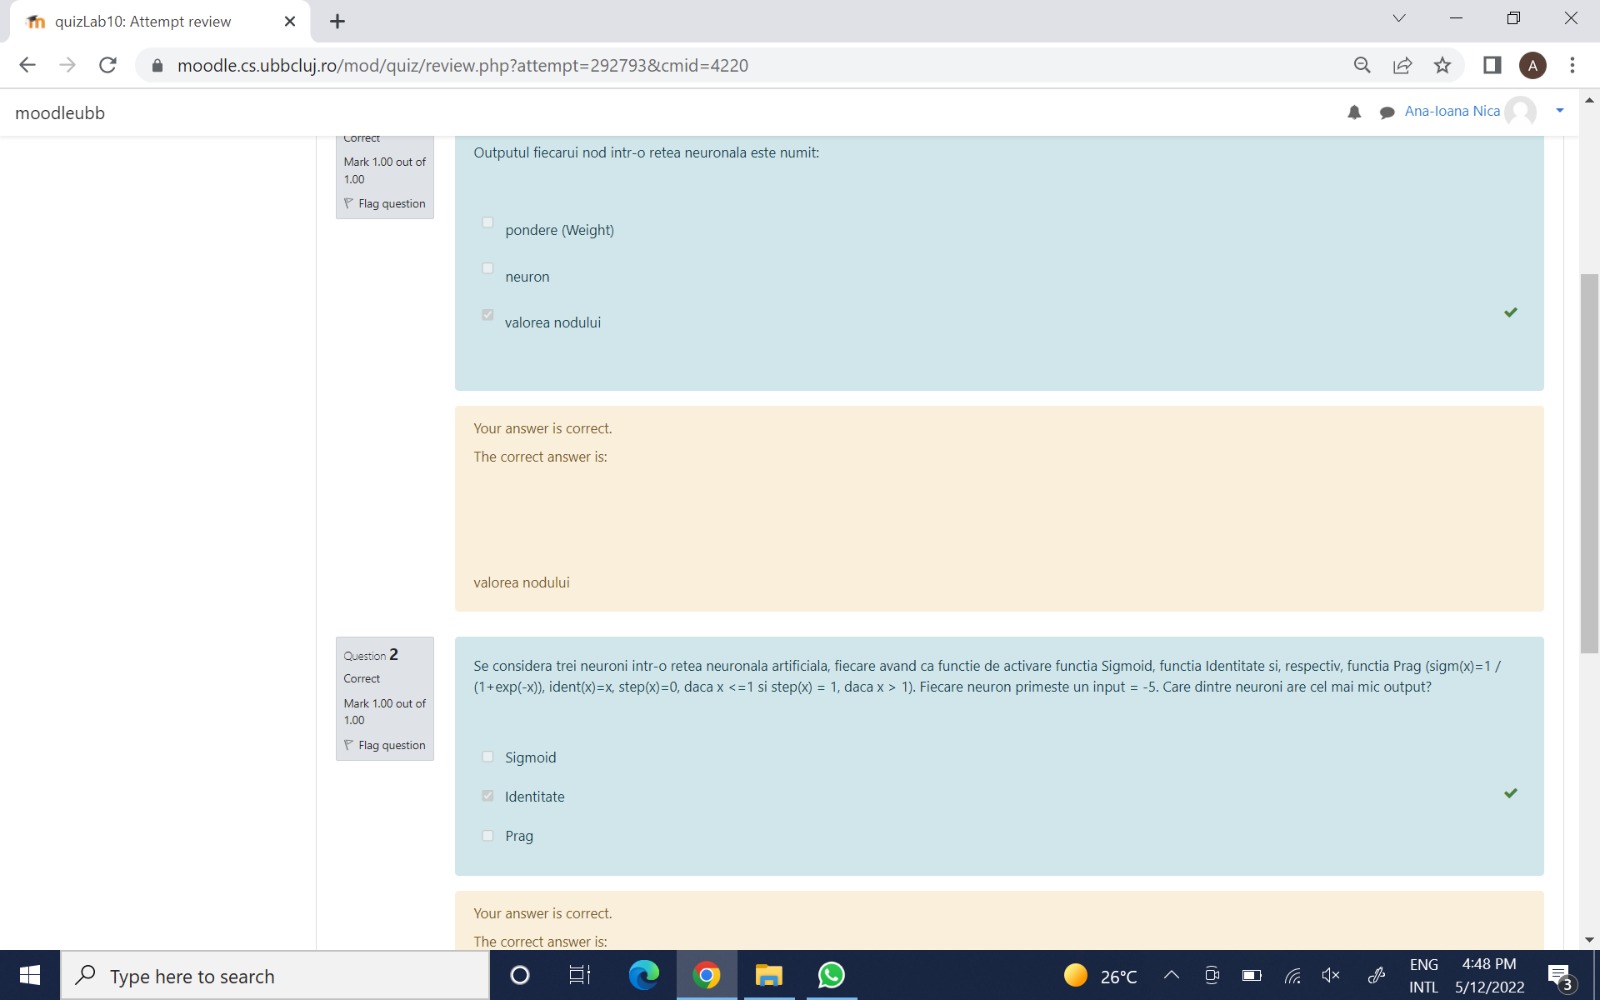 quizLab10: Attempt review
moodle.cs.ubbcluj.ro/mod/quiz/review.php?attempt=292793&cmid=4220
A
moodleubb
Ana-Ioana Nica
Correct
Mark 1.00 out of
1.00
Flag question
Outputul fiecarui nod intr-o retea neuronala este numit:
pondere (Weight)
neuron
valorea nodului
Your answer is correct.
The correct answer is:
valorea nodului
Question 2
Correct
Mark 1.00 out of
1.00
Flag question
Se considera trei neuroni intr-o retea neuronala artificiala, fiecare avand ca functie de activare functia Sigmoid, functia Identitate si, respectiv, functia Prag (sigm(x)=1 /
(1+exp(-x)), ident(x)=x, step(x)=0, daca x <=1 si step(x) = 1, daca x > 1). Fiecare neuron primeste un input = -5. Care dintre neuroni are cel mai mic output?
Sigmoid
Identitate
Prag
Your answer is correct.
The correct answer is:
Type here to search
26°C
ENG
INTL
4:48 PM
5/12/2022
3